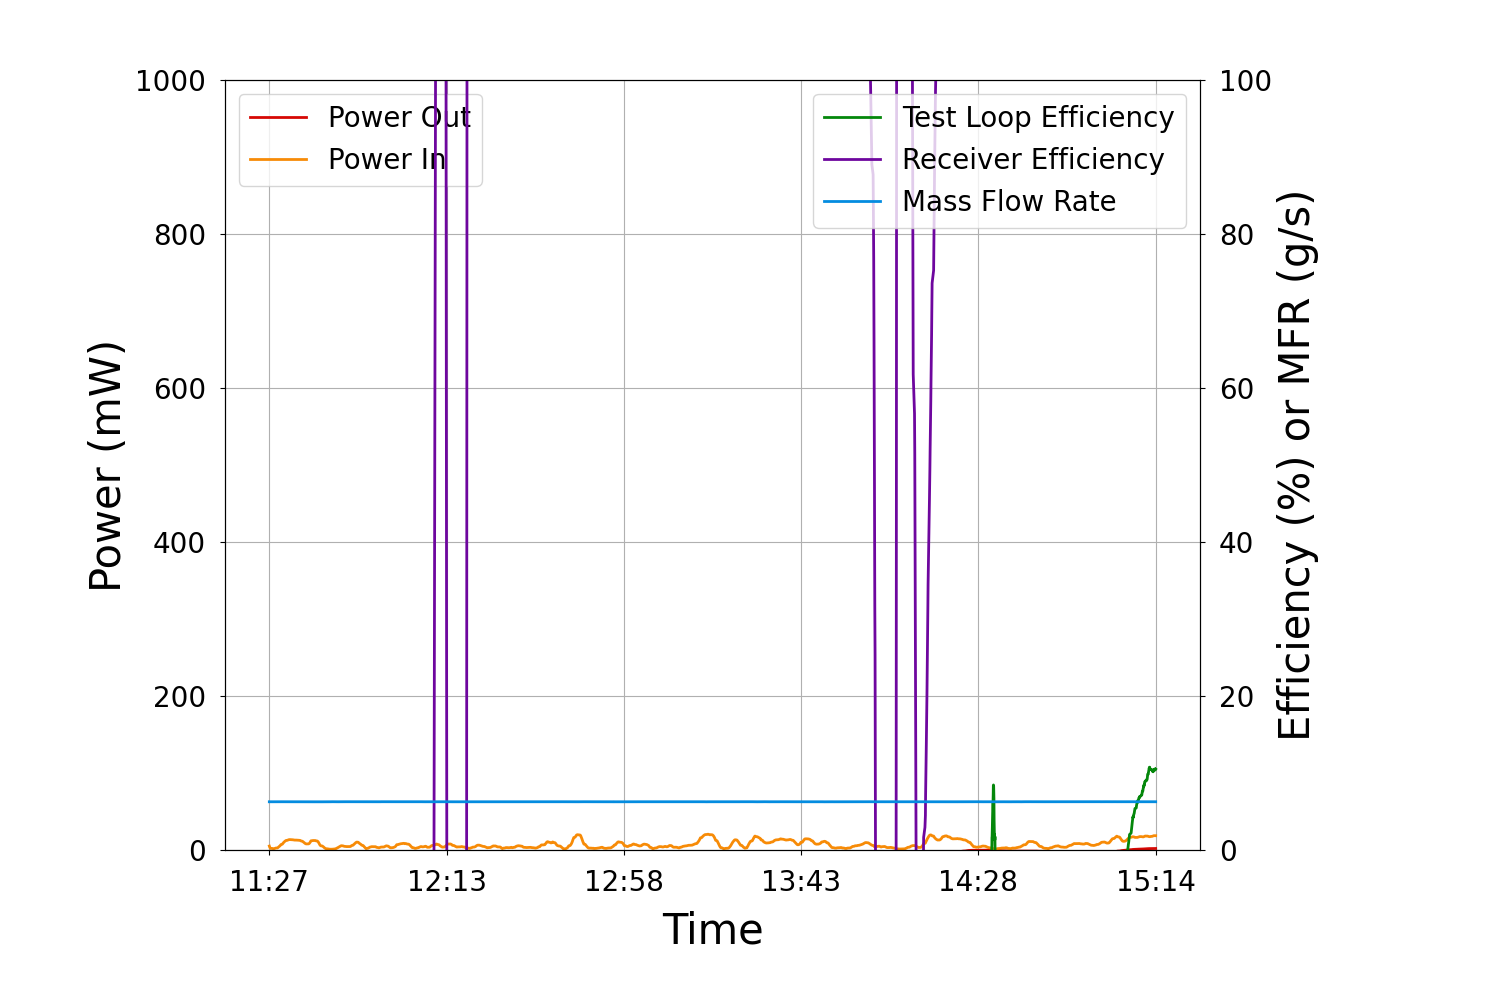 1000
800
600
400
200
0
Power (mW)
Power Out
Power In
Test Loop Efficiency
Receiver Efficiency
Mass Flow Rate
100
80
60
40
20
0
Efficiency (%) or MFR (g/s)
11:27 12:13 12:58 13:43 14:28 15:14
Time